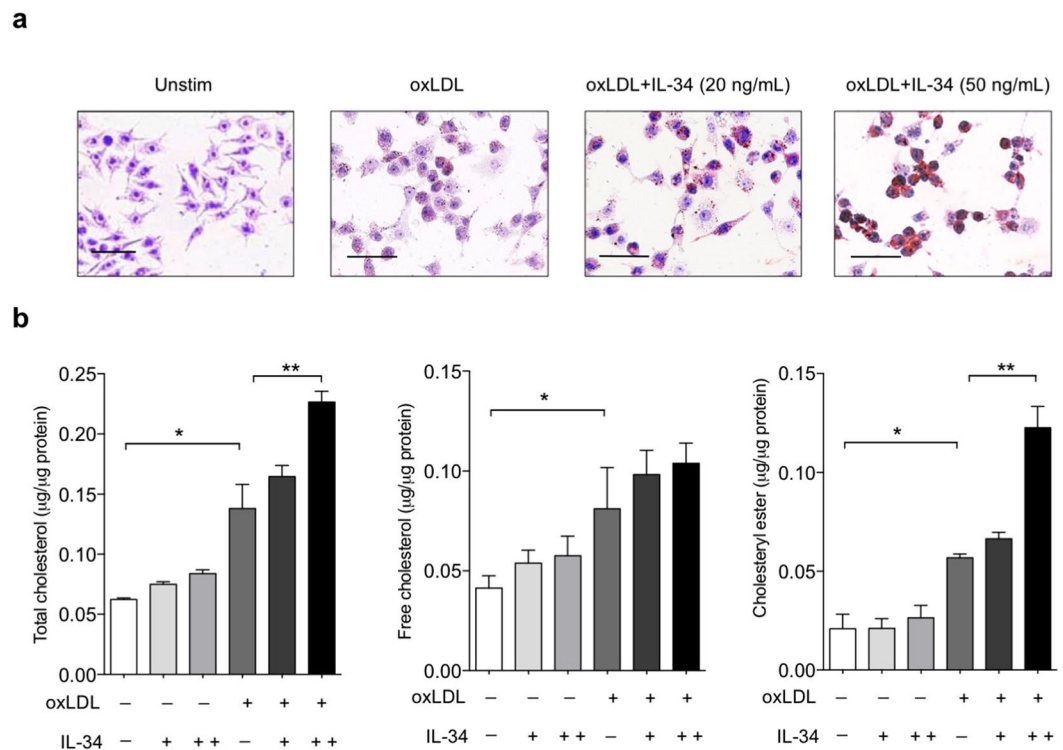 a
Unstim
oxLDL
oxLDL+IL-34 (20 ng/mL)
oxLDL+IL-34 (50 ng/mL)
b
Total cholesterol (µg/µg protein)
0.25
0.20
0.15
0.10
0.05
0.00
*
**
oxLDL – – – + + +
IL-34 – + ++ – + ++
Free cholesterol (µg/µg protein)
0.15
0.10
0.05
0.00
*
oxLDL – – – + + +
IL-34 – + ++ – + ++
Cholesteryl ester (µg/µg protein)
0.15
0.10
0.05
0.00
*
**
oxLDL – – – + + +
IL-34 – + ++ – + ++